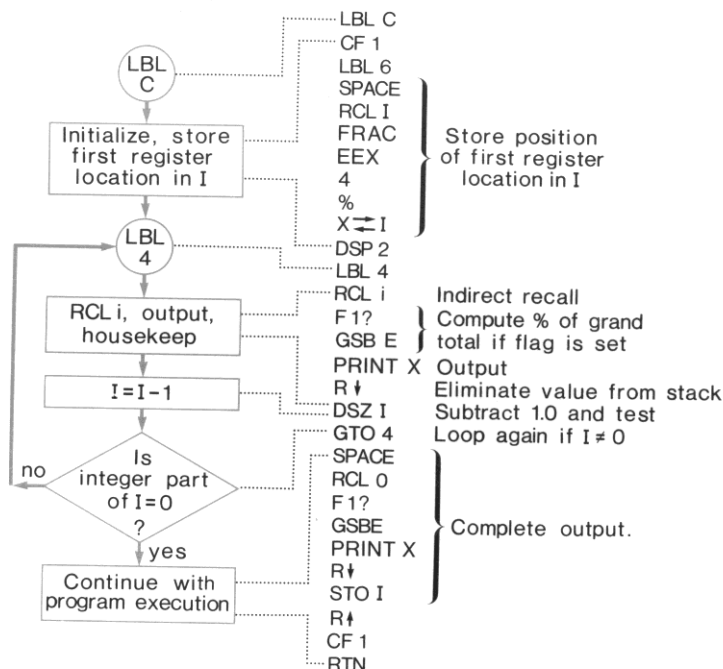 LBL
C
Initialize, store
first register
location in I
LBL
4
RCL i, output,
housekeep
I=I-1
Is
integer part
of I=0
?
no
yes
Continue with
program execution
LBL C
CF 1
LBL 6
SPACE
RCL I
FRAC
EEX
4
%
X⇄I
DSP 2
LBL 4
RCL i
F 1?
GSB E
PRINT X
R↓
DSZ I
GTO 4
SPACE
RCL 0
F 1?
GSBE
PRINT X
R↓
STO I
R↑
CF 1
RTN
Store position
of first register
location in I
Indirect recall
Compute % of grand
total if flag is set
Output
Eliminate value from stack
Subtract 1.0 and test
Loop again if I ≠ 0
Complete output.